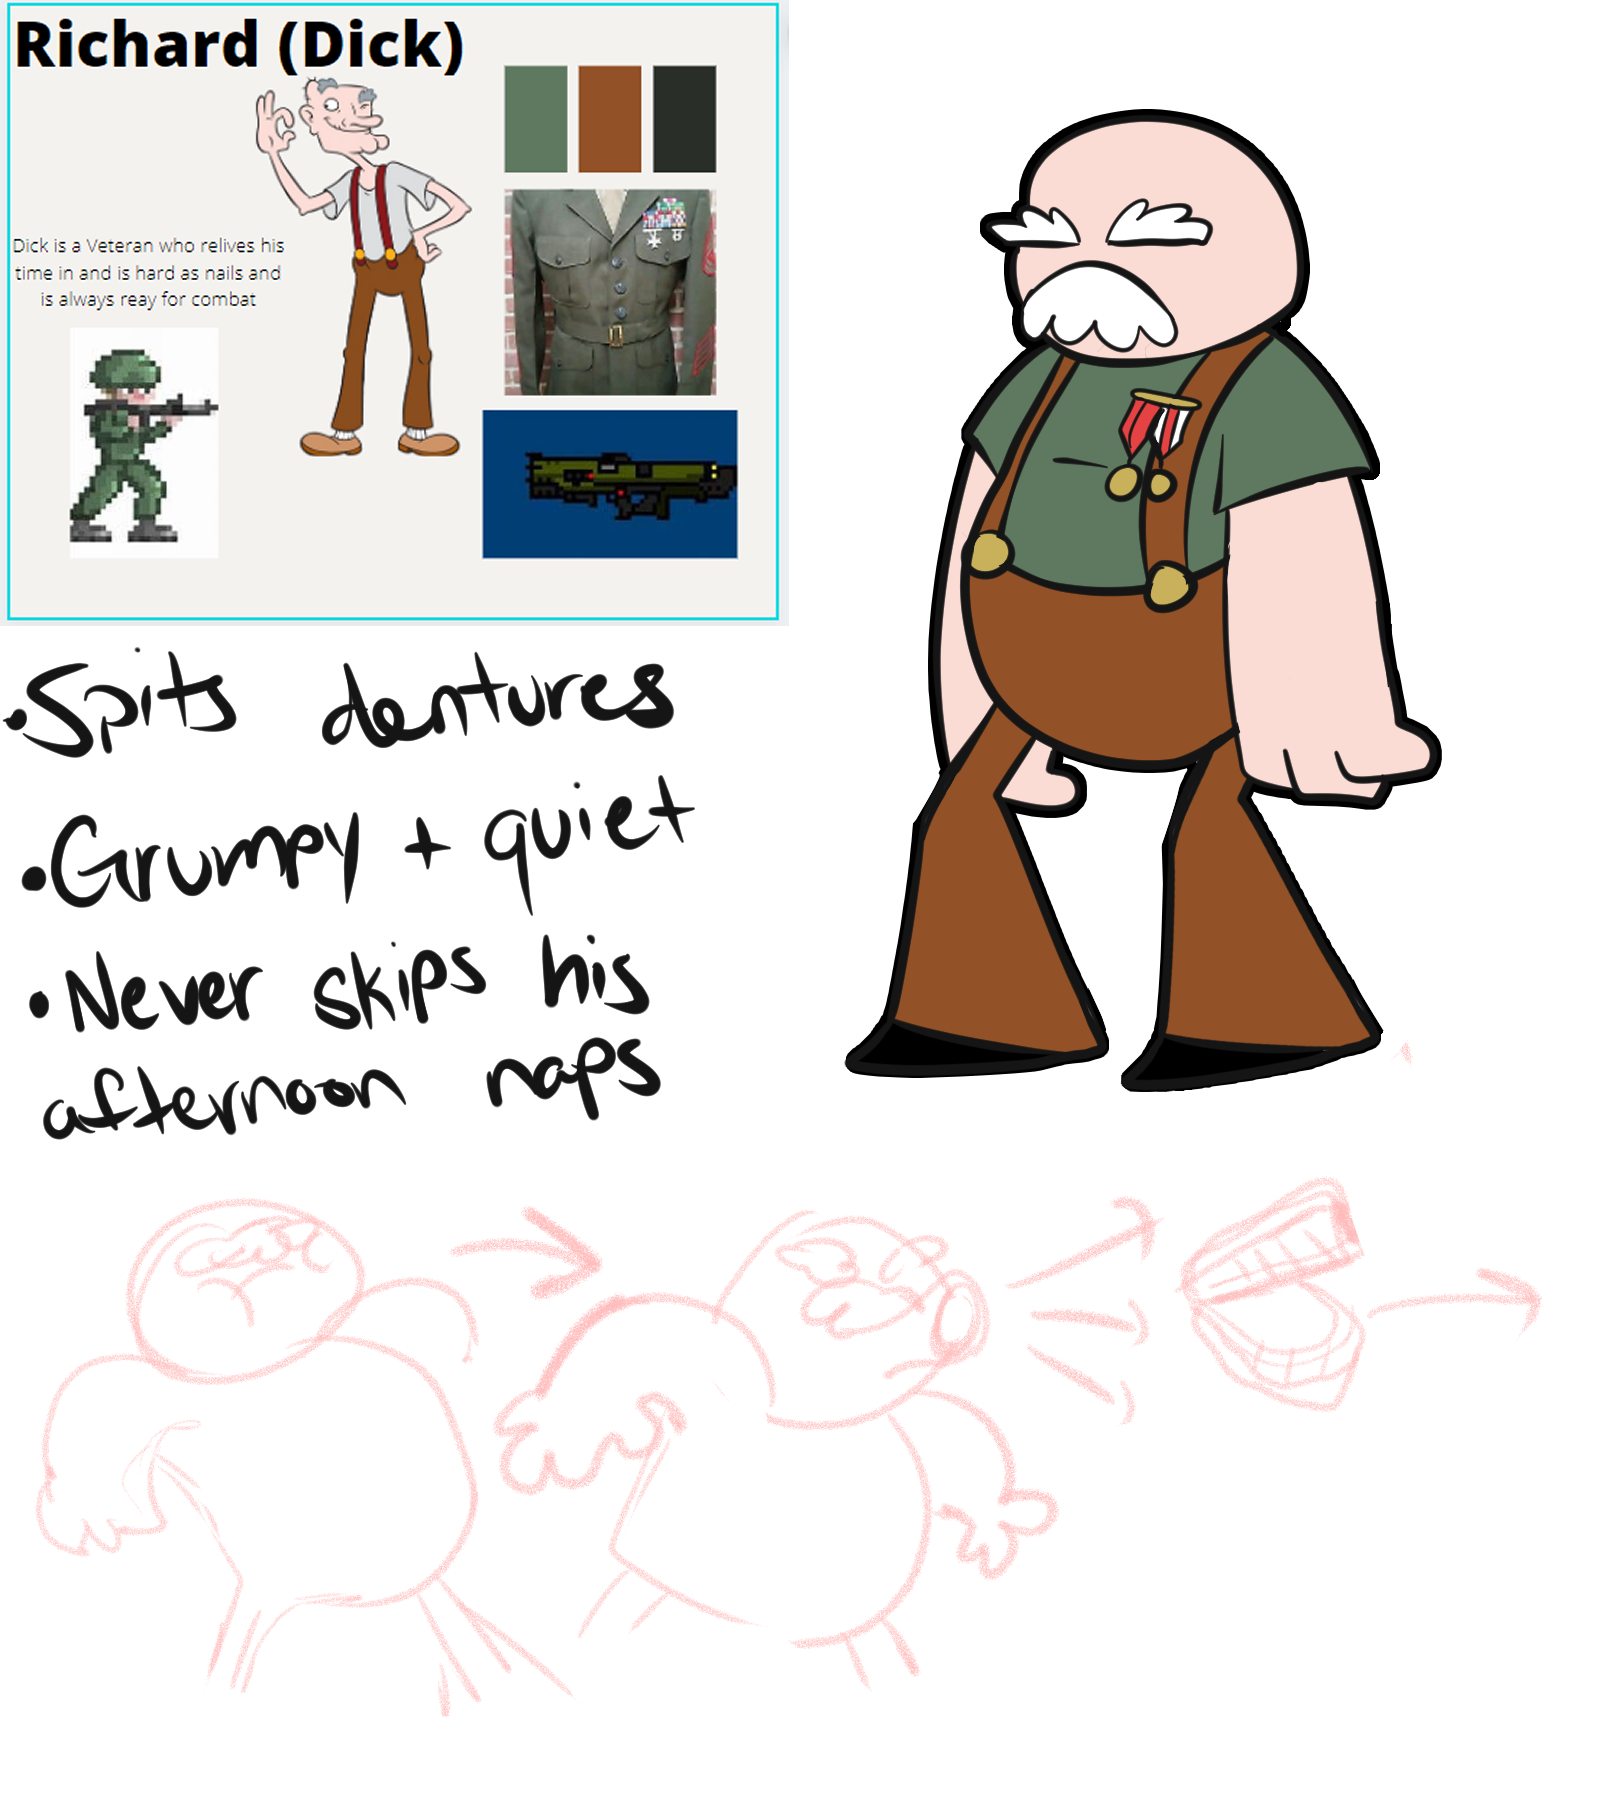 Richard (Dick)
Dick is a Veteran who relives his
time in and is hard as nails and
is always reay for combat
•Spits dentures
•Grumpy + quiet
•Never skips his
afternoon naps